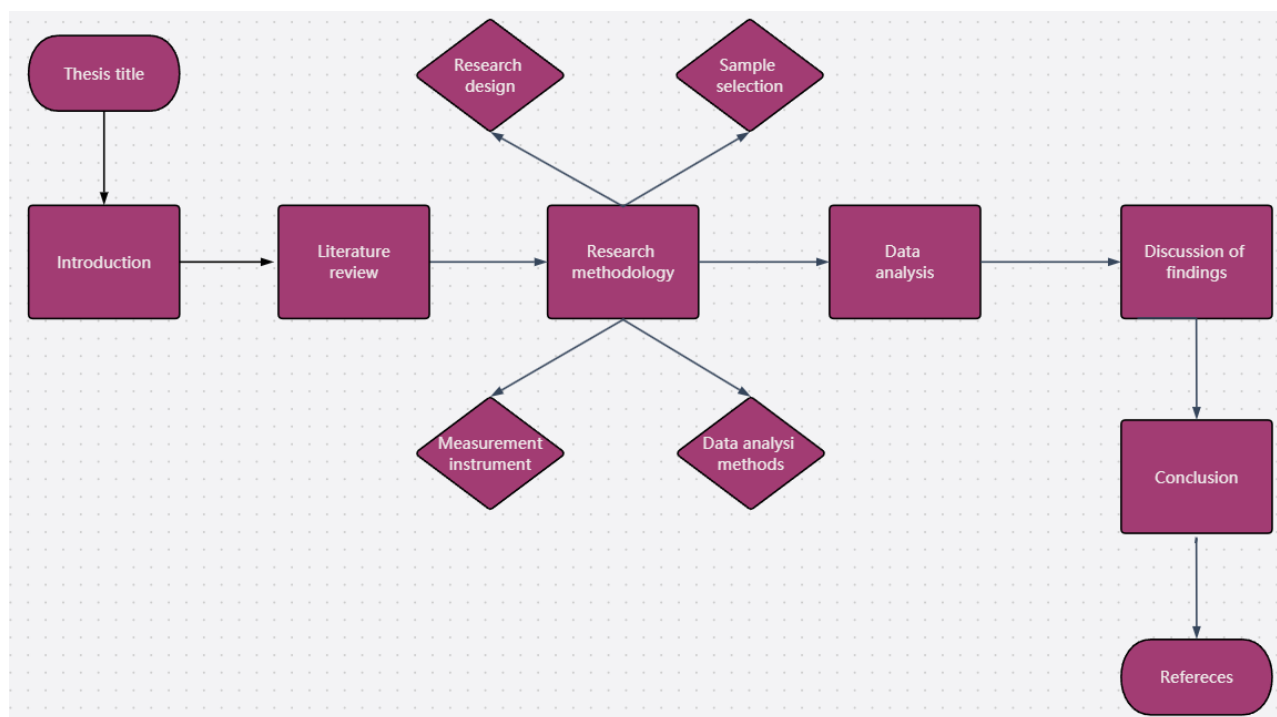 Thesis title
Research
design
Sample
selection
Introduction
Literature
review
Research
methodology
Data
analysis
Discussion of
findings
Measurement
instrument
Data analysi
methods
Conclusion
Refereces